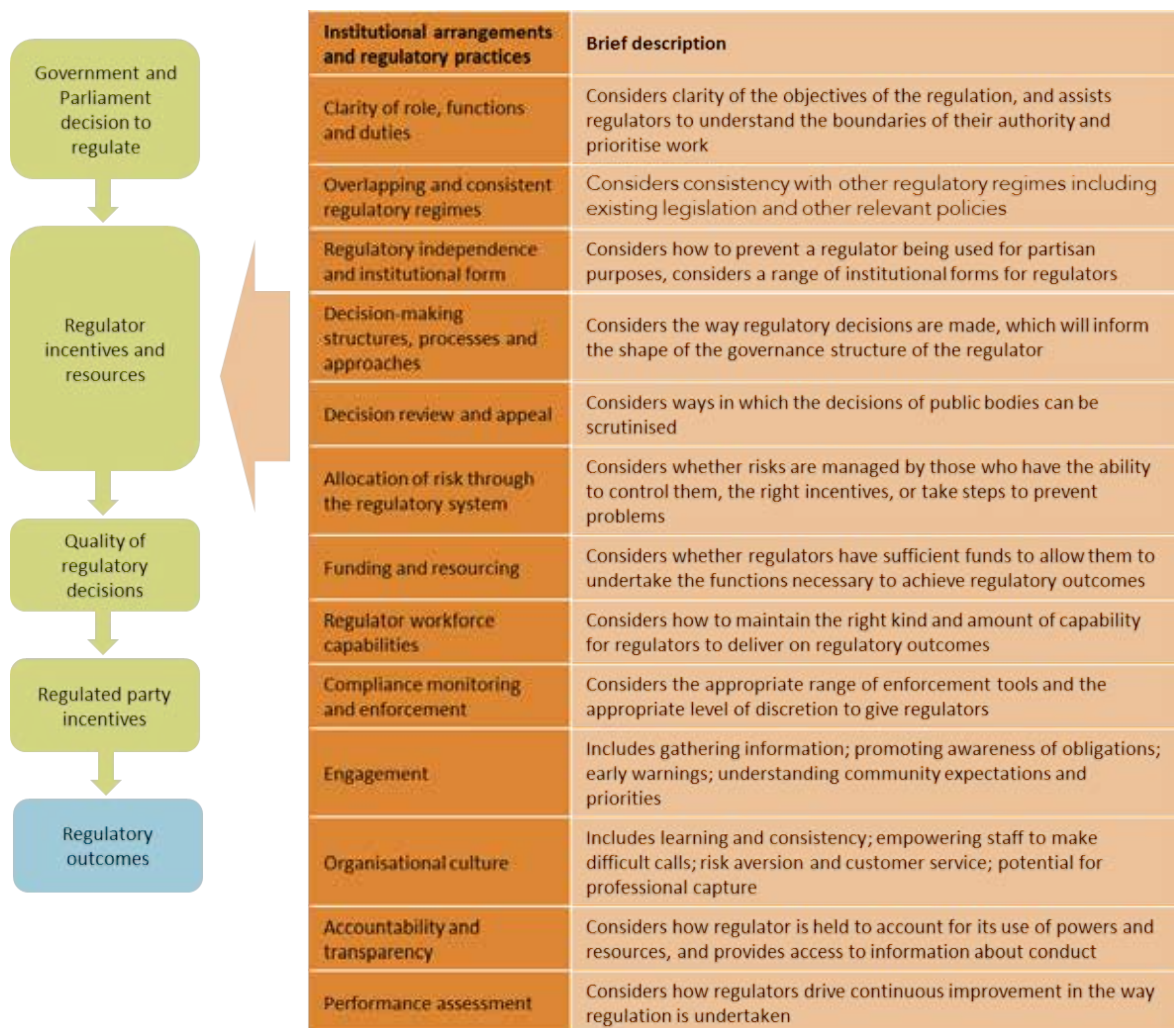 Government and
Parliament
decision to
regulate
Regulator
incentives and
resources
Quality of
regulatory
decisions
Regulated party
incentives
Regulatory
outcomes
Institutional arrangements
and regulatory practices
Brief description
Clarity of role, functions
and duties
Considers clarity of the objectives of the regulation, and assists
regulators to understand the boundaries of their authority and
prioritise work
Overlapping and consistent
regulatory regimes
Considers consistency with other regulatory regimes including
existing legislation and other relevant policies
Regulatory independence
and institutional form
Considers how to prevent a regulator being used for partisan
purposes, considers a range of institutional forms for regulators
Decision-making
structures, processes and
approaches
Considers the way regulatory decisions are made, which will inform
the shape of the governance structure of the regulator
Decision review and appeal
Considers ways in which the decisions of public bodies can be
scrutinised
Allocation of risk through
the regulatory system
Considers whether risks are managed by those who have the ability
to control them, the right incentives, or take steps to prevent
problems
Funding and resourcing
Considers whether regulators have sufficient funds to allow them to
undertake the functions necessary to achieve regulatory outcomes
Regulator workforce
capabilities
Considers how to maintain the right kind and amount of capability
for regulators to deliver on regulatory outcomes
Compliance monitoring
and enforcement
Considers the appropriate range of enforcement tools and the
appropriate level of discretion to give regulators
Engagement
Includes gathering information; promoting awareness of obligations;
early warnings; understanding community expectations and
priorities
Organisational culture
Includes learning and consistency; empowering staff to make
difficult calls; risk aversion and customer service; potential for
professional capture
Accountability and
transparency
Considers how regulator is held to account for its use of powers and
resources, and provides access to information about conduct
Performance assessment
Considers how regulators drive continuous improvement in the way
regulation is undertaken